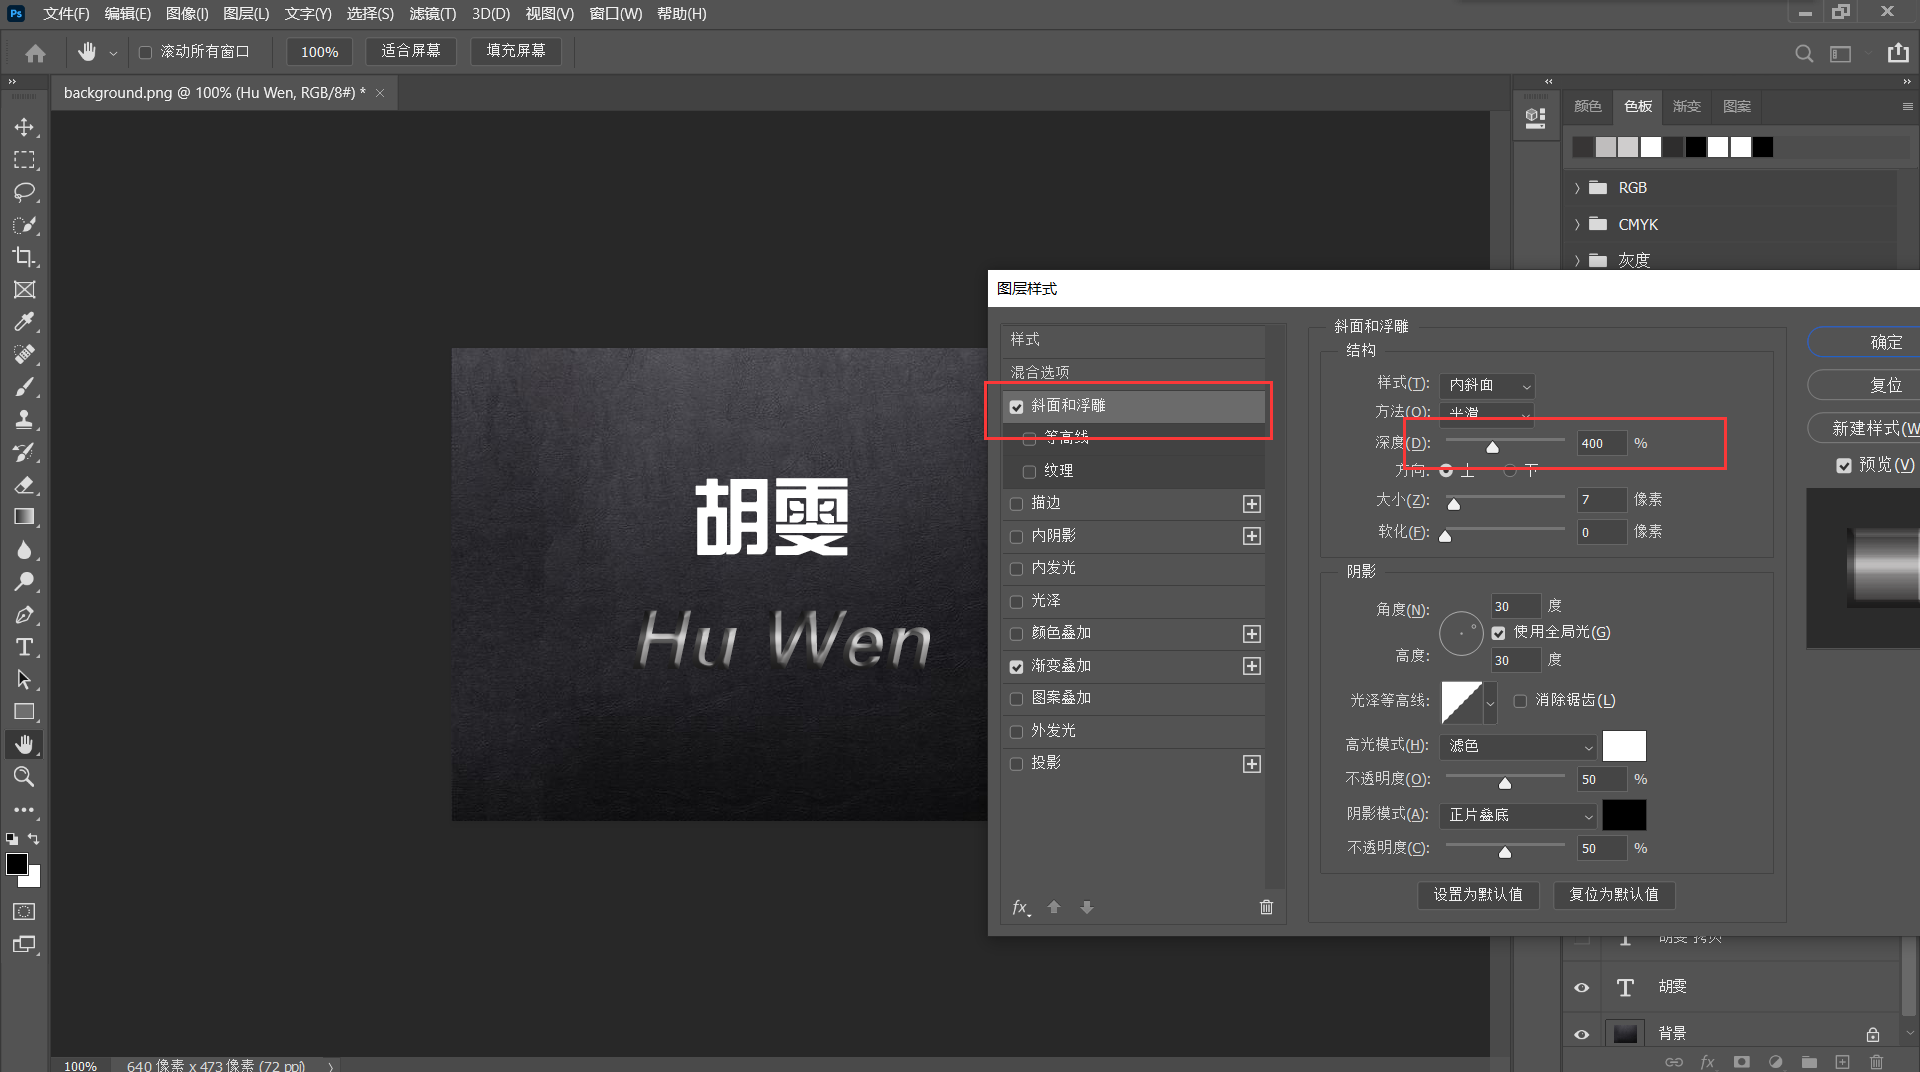 Ps 文件(F) 编辑(E) 图像(I) 图层(L) 文字(Y) 选择(S) 滤镜(T) 3D(D) 视图(V) 窗口(W) 帮助(H)
滚动所有窗口 100% 适合屏幕 填充屏幕
background.png @ 100% (Hu Wen, RGB/8#) *
颜色 色板 渐变 图案
RGB
CMYK
灰度
胡雯
Hu Wen
图层样式
样式
混合选项
斜面和浮雕
等高线
纹理
描边
内阴影
内发光
光泽
颜色叠加
渐变叠加
图案叠加
外发光
投影
fx
斜面和浮雕
结构
样式(T): 内斜面
方法(Q): 平滑
深度(D): 400 %
方向: 上 下
大小(Z): 7 像素
软化(F): 0 像素
阴影
角度(N): 30 度
使用全局光(G)
高度: 30 度
光泽等高线: 消除锯齿(L)
高光模式(H): 滤色
不透明度(O): 50 %
阴影模式(A): 正片叠底
不透明度(C): 50 %
设置为默认值 复位为默认值
确定
复位
新建样式(W
预览(V)
胡雯 拷贝
胡雯
背景
fx
100% 640 像素 x 473 像素 (72 ppi)